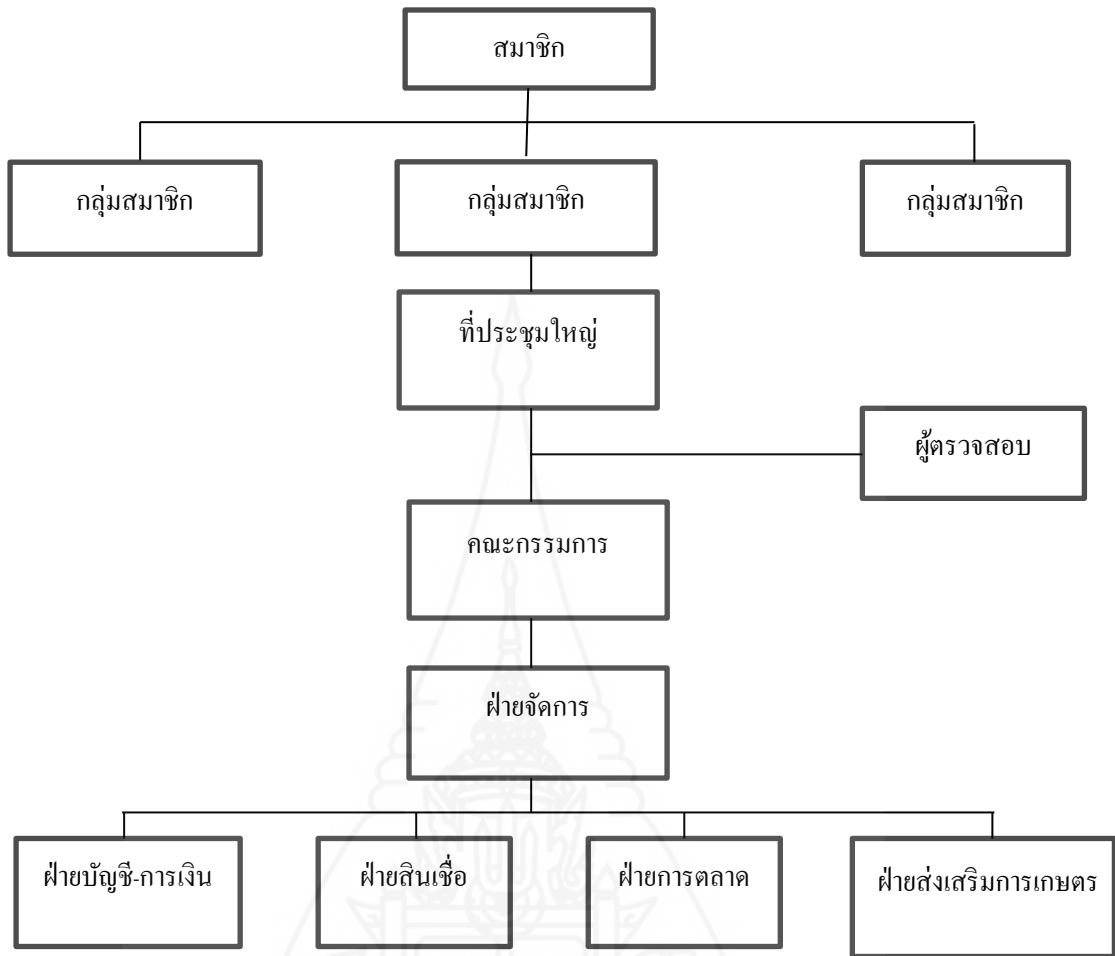 สมาชิก
กลุ่มสมาชิก
กลุ่มสมาชิก
กลุ่มสมาชิก
ที่ประชุมใหญ่
ผู้ตรวจสอบ
คณะกรรมการ
ฝ่ายจัดการ
ฝ่ายบัญชี-การเงิน
ฝ่ายสินเชื่อ
ฝ่ายการตลาด
ฝ่ายส่งเสริมการเกษตร